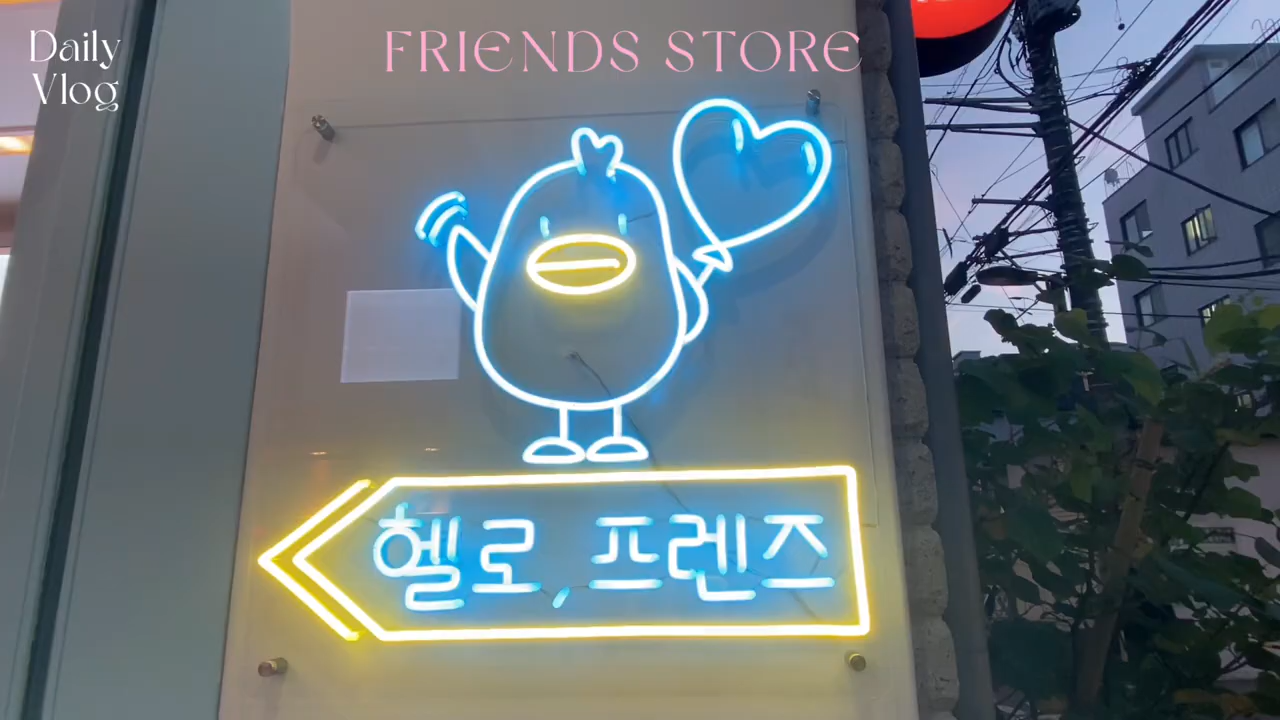 Daily
Vlog
FRIENDS STORE
헬로, 프렌즈